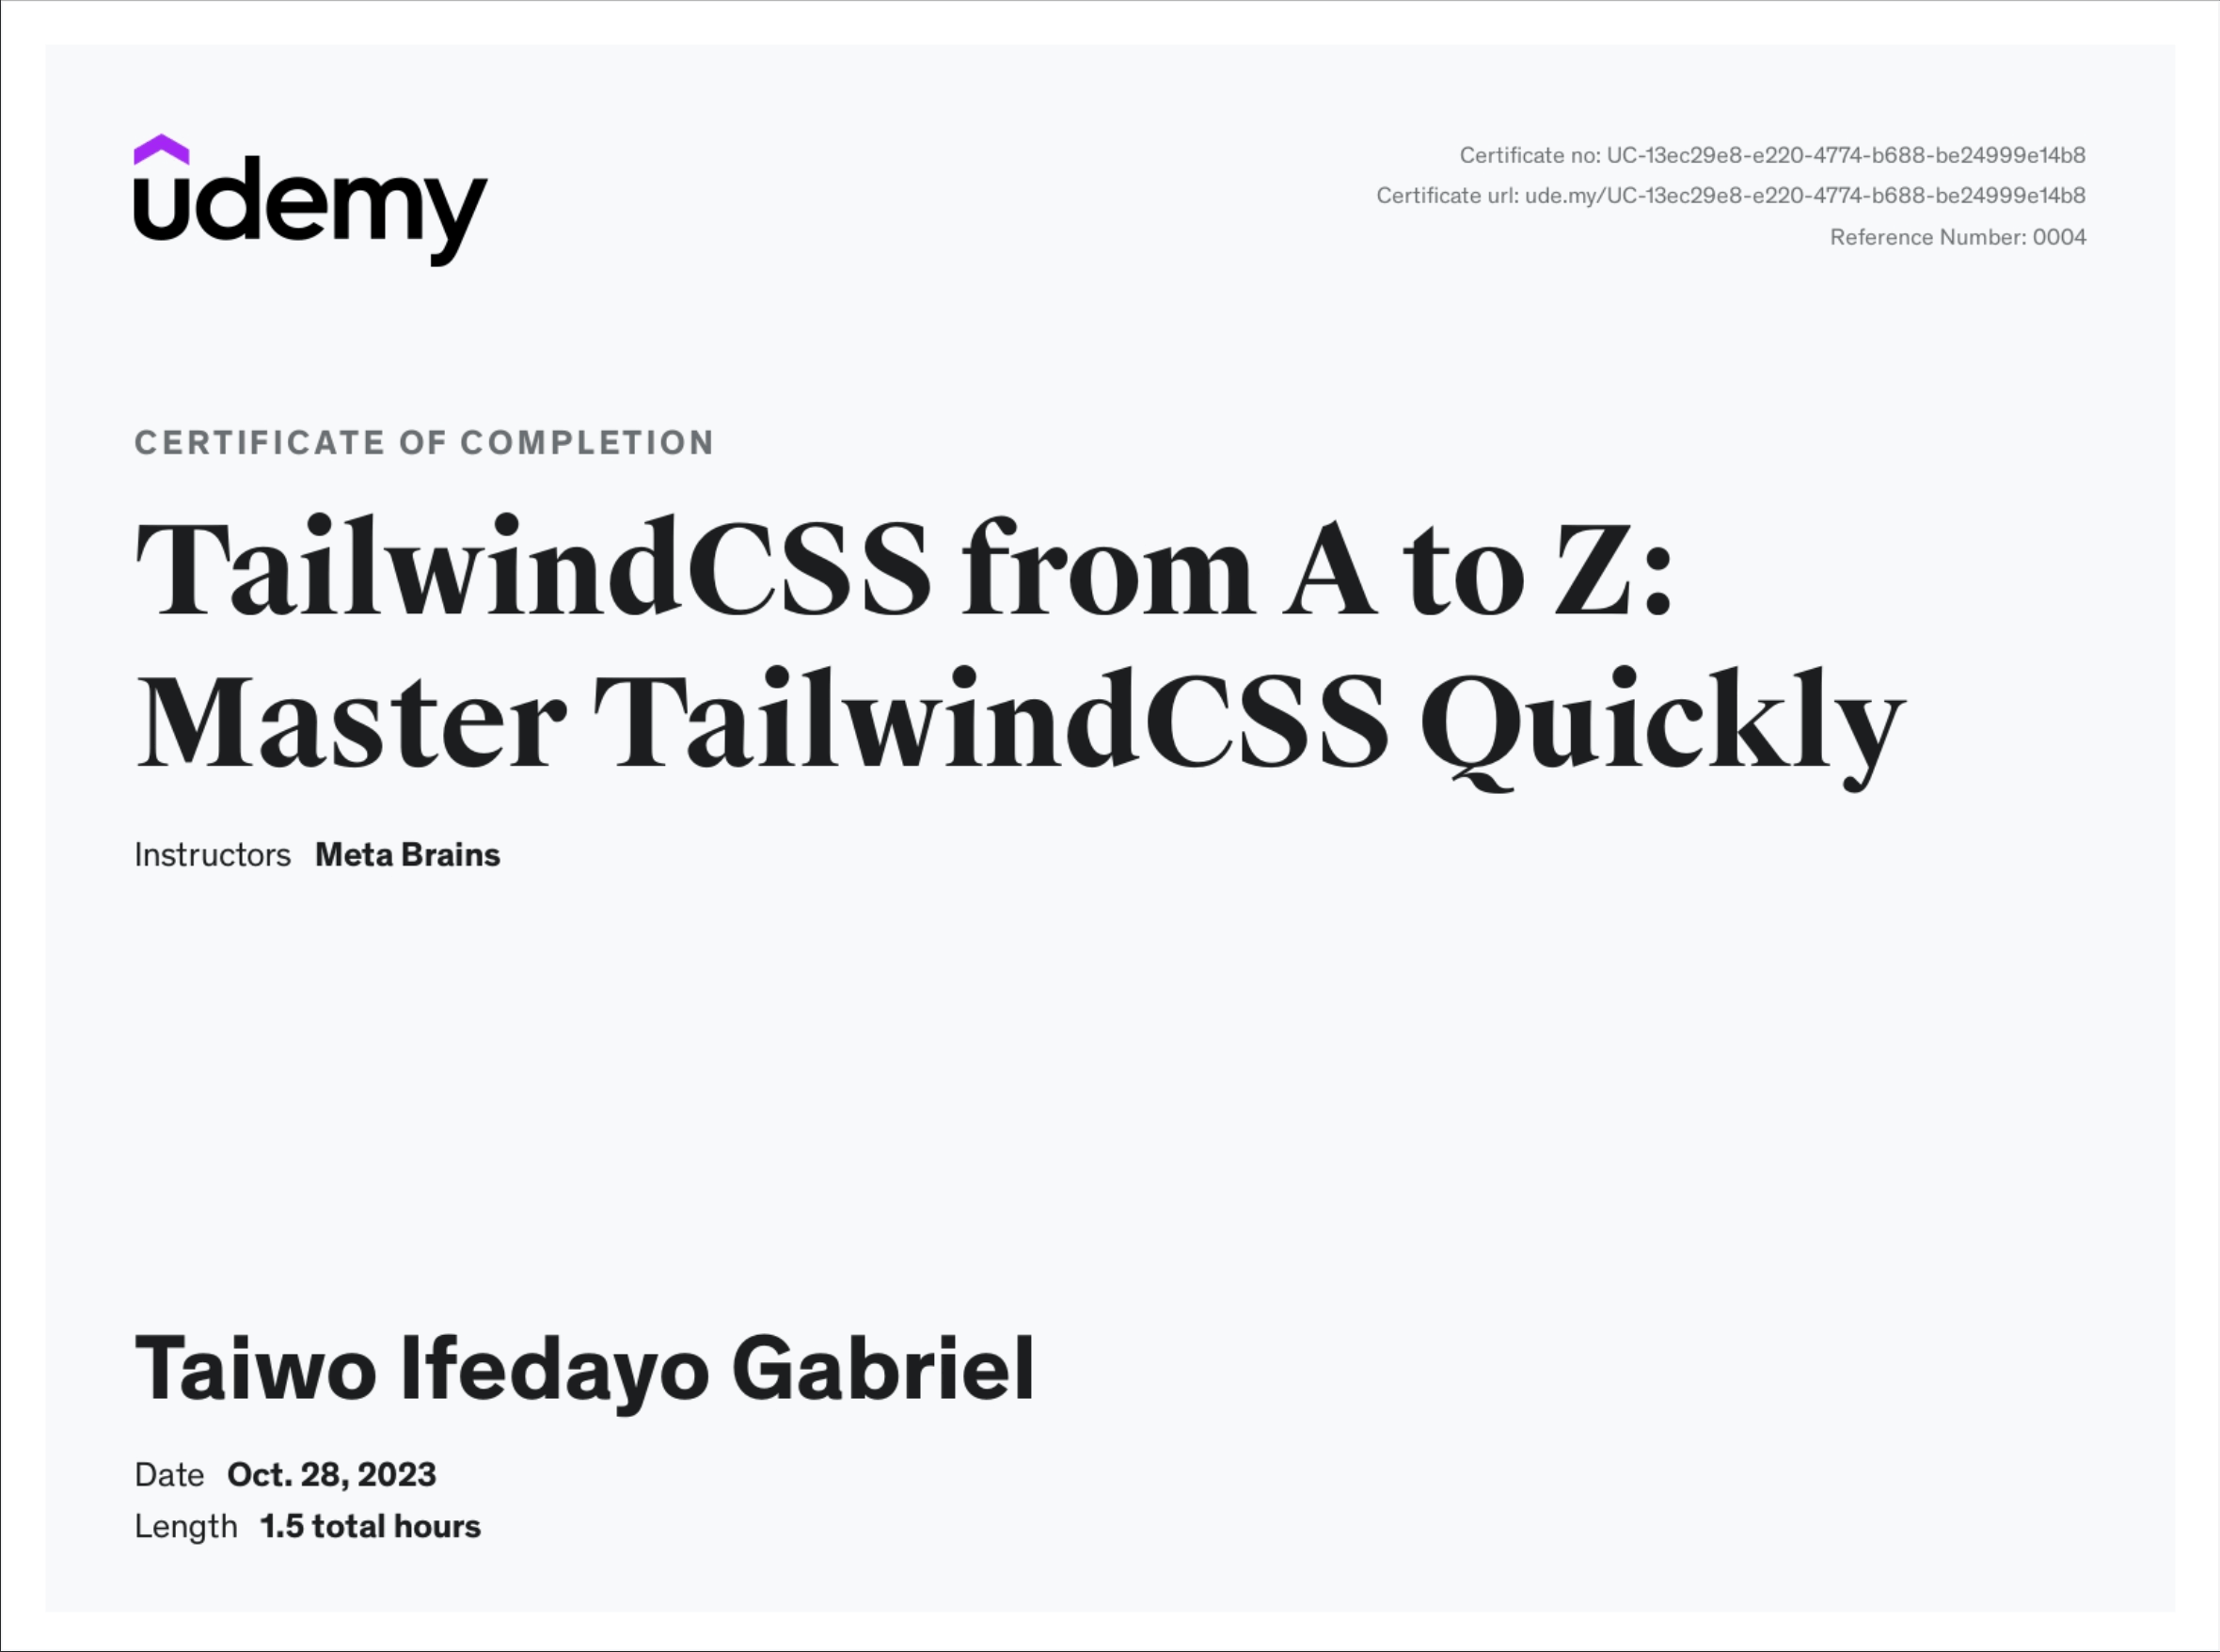 udemy
Certificate no: UC-13ec29e8-e220-4774-b688-be24999e14b8
Certificate url: ude.my/UC-13ec29e8-e220-4774-b688-be24999e14b8
Reference Number: 0004
CERTIFICATE OF COMPLETION
TailwindCSS from A to Z:
Master TailwindCSS Quickly
Instructors Meta Brains
Taiwo Ifedayo Gabriel
Date Oct. 28, 2023
Length 1.5 total hours